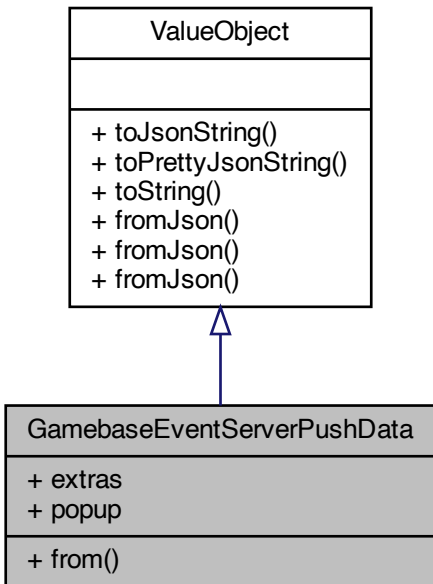 ValueObject
+ toJsonString()
+ toPrettyJsonString()
+ toString()
+ fromJson()
+ fromJson()
+ fromJson()
GamebaseEventServerPushData
+ extras
+ popup
+ from()